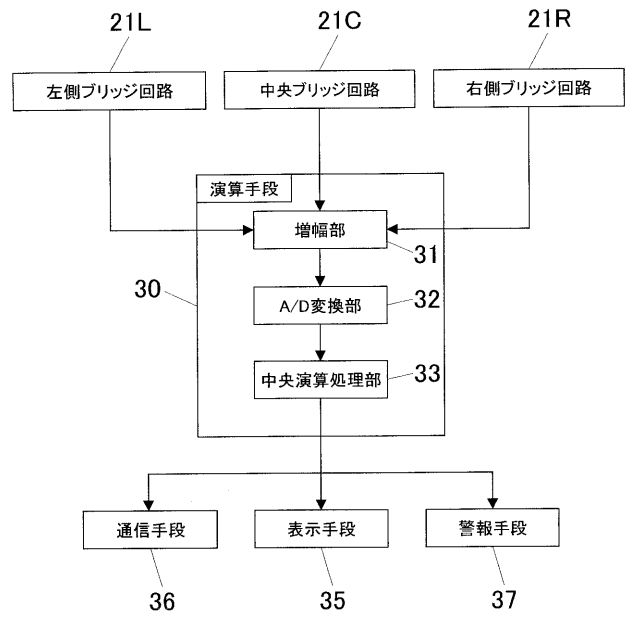 21L
21C
21R
左側ブリッジ回路
中央ブリッジ回路
右側ブリッジ回路
演算手段
増幅部
31
30
A/D変換部
32
中央演算処理部
33
通信手段
表示手段
警報手段
36
35
37